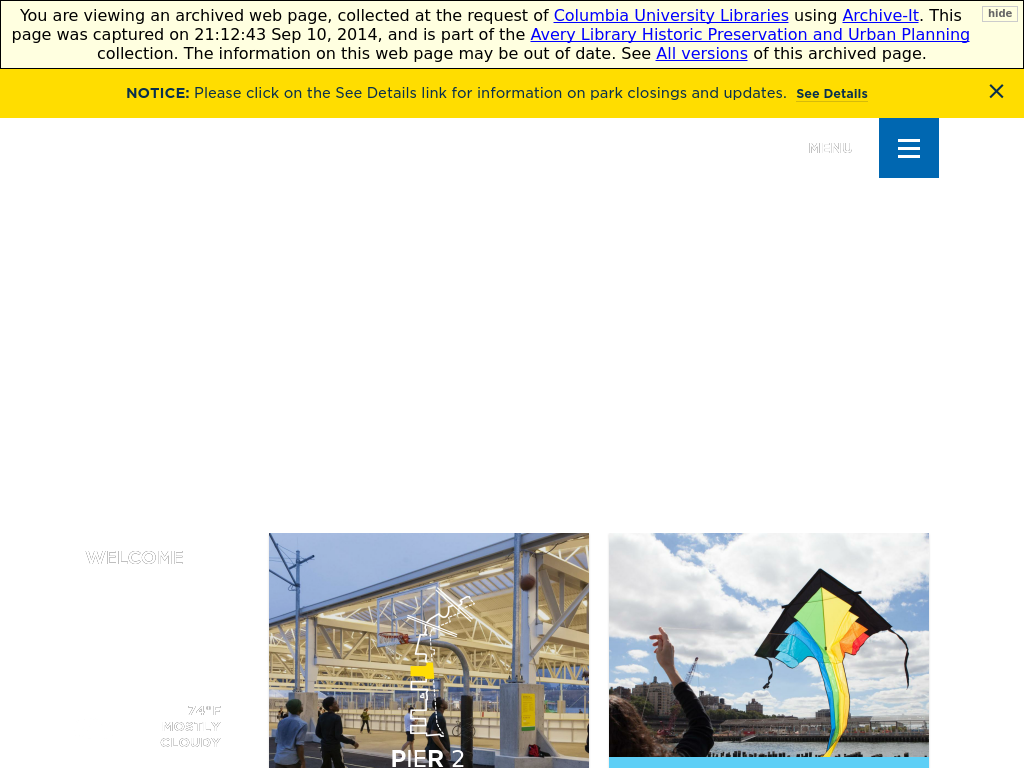 You are viewing an archived web page, collected at the request of Columbia University Libraries using Archive-It. This
page was captured on 21:12:43 Sep 10, 2014, and is part of the Avery Library Historic Preservation and Urban Planning
collection. The information on this web page may be out of date. See All versions of this archived page.
hide
NOTICE: Please click on the See Details link for information on park closings and updates. See Details
MENU
WELCOME
74°F
MOSTLY
CLOUDY
PIER 2